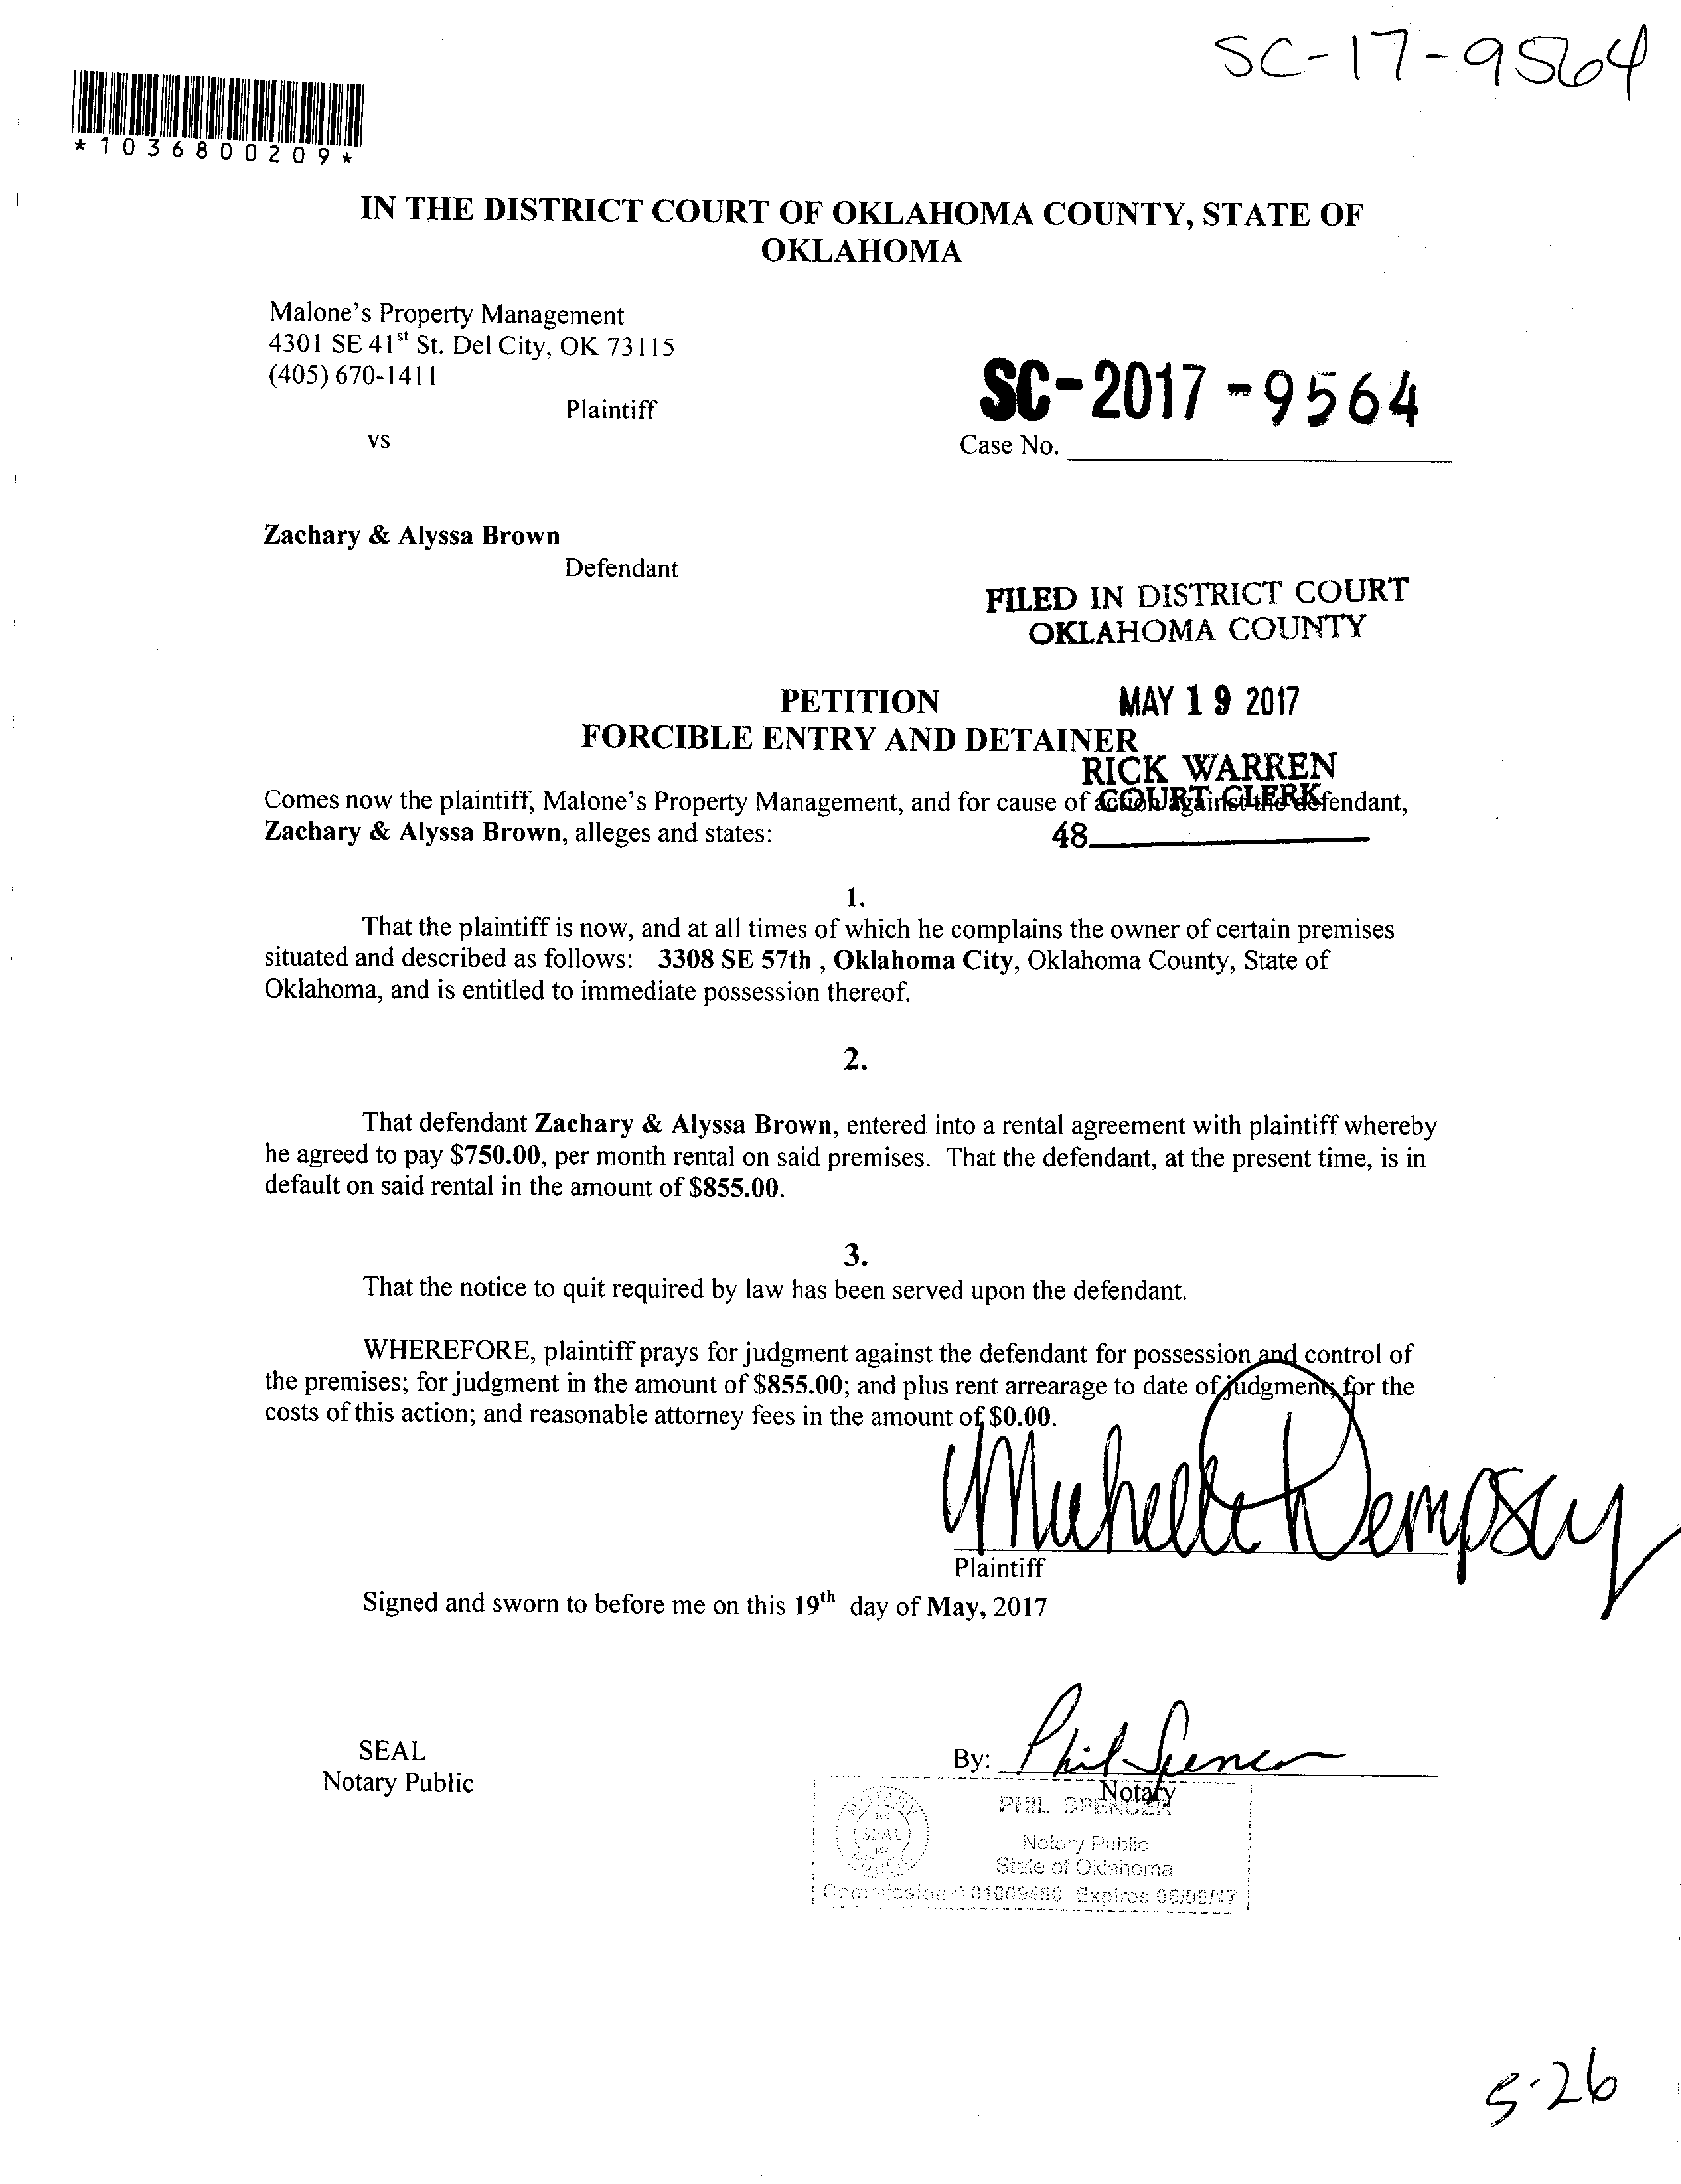 SC-17-9564
*1036800209*
IN THE DISTRICT COURT OF OKLAHOMA COUNTY, STATE OF
OKLAHOMA
Malone's Property Management
4301 SE 41st St. Del City, OK 73115
(405) 670-1411
Plaintiff
SC-2017-9564
vs
Case No.
Zachary & Alyssa Brown
Defendant
FILED IN DISTRICT COURT
OKLAHOMA COUNTY
PETITION
MAY 19 2017
FORCIBLE ENTRY AND DETAINER
RICK WARREN
COURT CLERK
Comes now the plaintiff, Malone's Property Management, and for cause of action against the defendant,
Zachary & Alyssa Brown, alleges and states:
48
1.
That the plaintiff is now, and at all times of which he complains the owner of certain premises
situated and described as follows: 3308 SE 57th , Oklahoma City, Oklahoma County, State of
Oklahoma, and is entitled to immediate possession thereof.
2.
That defendant Zachary & Alyssa Brown, entered into a rental agreement with plaintiff whereby
he agreed to pay $750.00, per month rental on said premises. That the defendant, at the present time, is in
default on said rental in the amount of $855.00.
3.
That the notice to quit required by law has been served upon the defendant.
WHEREFORE, plaintiff prays for judgment against the defendant for possession and control of
the premises; for judgment in the amount of $855.00; and plus rent arrearage to date of judgment; for the
costs of this action; and reasonable attorney fees in the amount of $0.00.
Michelle Dempsey
Plaintiff
Signed and sworn to before me on this 19th day of May, 2017
SEAL
By: Phil Spencer
Notary Public
Notary
PHIL SPENCER
SEAL
Notary Public
State of Oklahoma
Commission # Expires
5-26